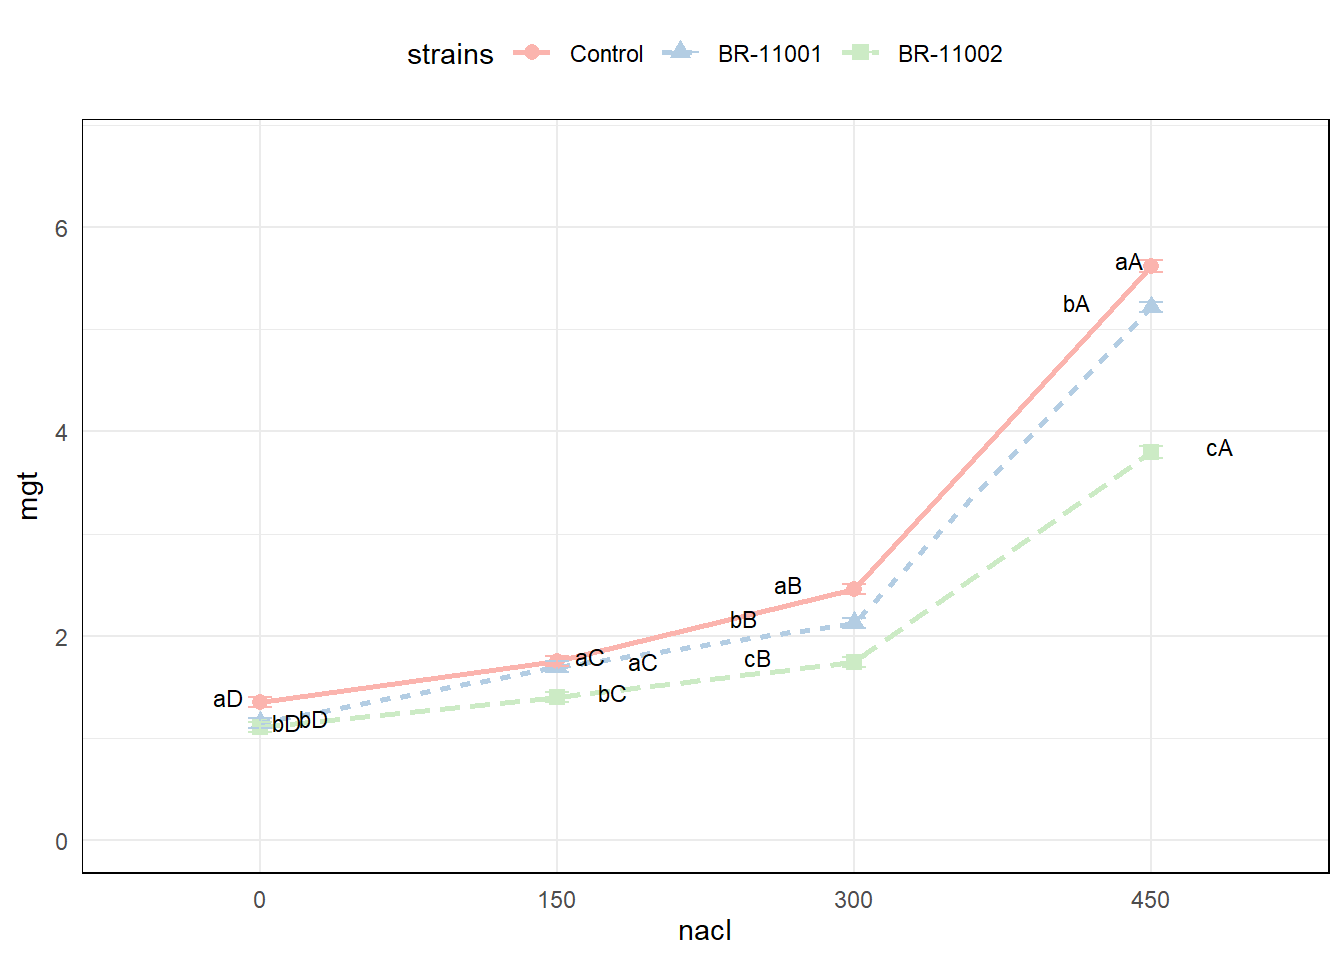 strains Control BR-11001 BR-11002
6
aA
bA
4
cA
mgt
aB
bB
2
aC aC cB
bC
aD
bD bD
0
0 150 300 450
nacl